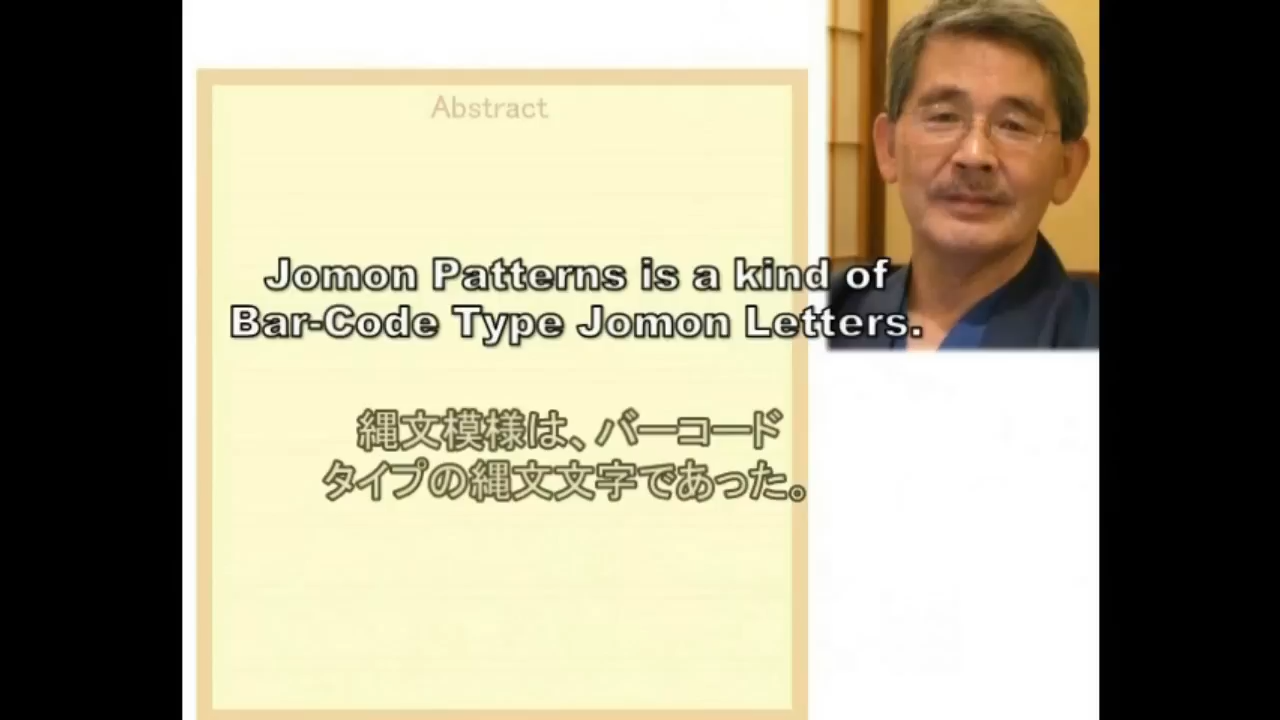 Abstract
Jomon Patterns is a kind of
Bar-Code Type Jomon Letters.
縄文模様は、バーコード
タイプの縄文文字であった。